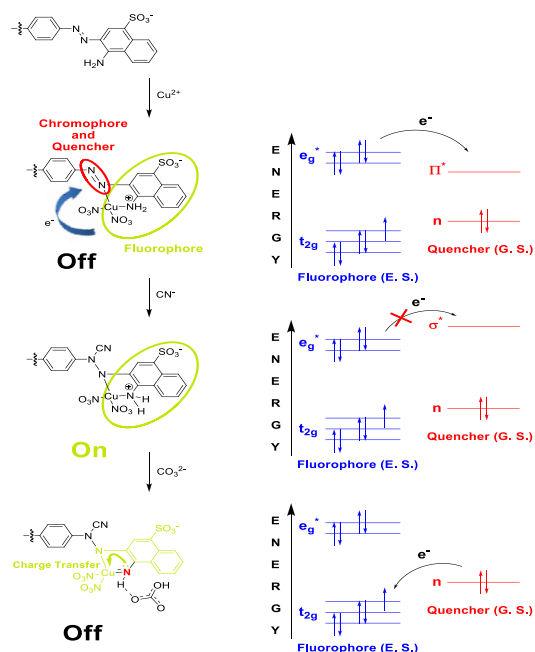 SO₃⁻
N
N
H₂N
Cu²⁺
Chromophore
and
Quencher
SO₃⁻
N
N
Cu
⊕
NH₂
O₃N
NO₃
e⁻
Fluorophore
Off
E
N
E
R
G
Y
eg*
t2g
Fluorophore (E. S.)
e⁻
Π*
n
Quencher (G. S.)
CN⁻
CN
SO₃⁻
N
N
Cu
⊕
N-H
H
O₃N
NO₃
On
E
N
E
R
G
Y
eg*
t2g
Fluorophore (E. S.)
e⁻
σ*
n
Quencher (G. S.)
CO₃²⁻
CN
SO₃⁻
N
N
Charge Transfer
Cu
N
O₃N
O₃N
H
O
OH
O
Off
E
N
E
R
G
Y
eg*
t2g
Fluorophore (E. S.)
e⁻
n
Quencher (G. S.)